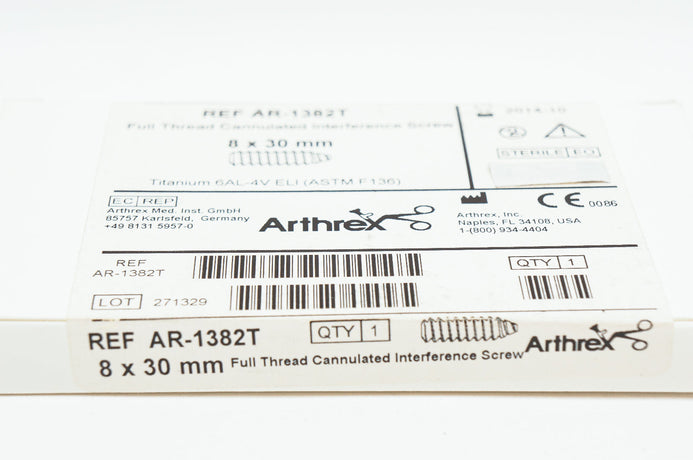 REF AR-1382T
Full Thread Cannulated Interference Screw
8 x 30 mm
Titanium 6AL-4V ELI (ASTM F136)
2014-10
2
STERILE EO
EC REP
Arthrex Med. Inst. GmbH
85757 Karlsfeld, Germany
+49 8131 5957-0
Arthrex
CE 0086
Arthrex, Inc.
Naples, FL 34108, USA
1-(800) 934-4404
REF
AR-1382T
QTY 1
LOT 271329
REF AR-1382T
QTY 1
8 x 30 mm Full Thread Cannulated Interference Screw
Arthrex